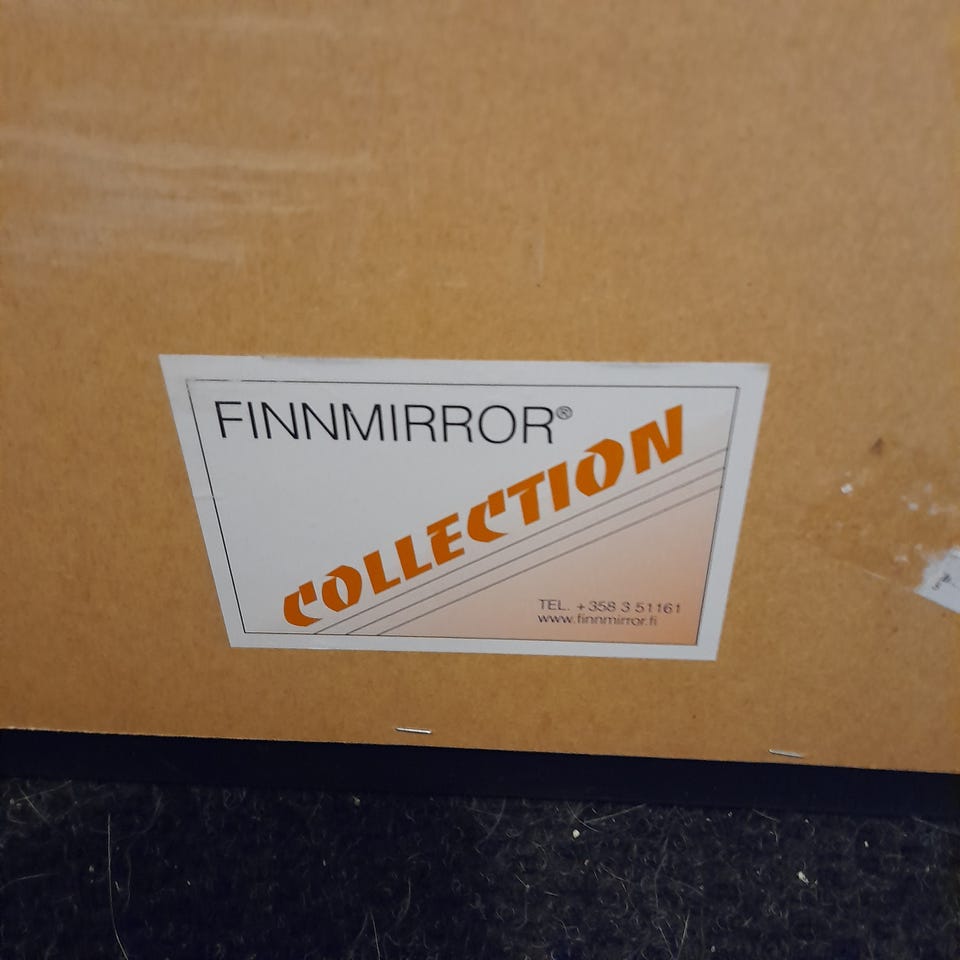 FINNMIRROR®
COLLECTION
TEL. +358 3 51161
www.finnmirror.fi